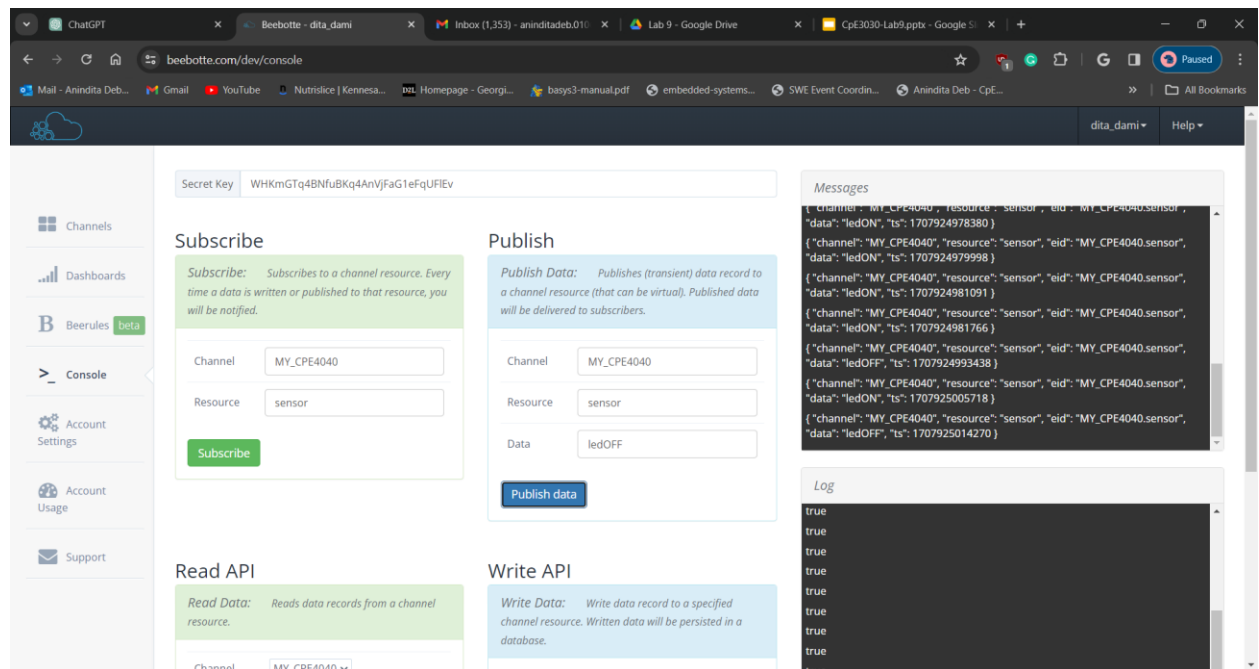 ChatGPT
Beebotte - dita_dami
Inbox (1,353) - aninditadeb.010
Lab 9 - Google Drive
CpE3030-Lab9.pptx - Google Sl
beebotte.com/dev/console
Paused
Mail - Anindita Deb...
Gmail
YouTube
Nutrislice | Kennesa...
D2L Homepage - Georgi...
basys3-manual.pdf
embedded-systems...
SWE Event Coordin...
Anindita Deb - CpE...
All Bookmarks
dita_dami
Help
Channels
Dashboards
Beerules beta
Console
Account
Settings
Account
Usage
Support
Secret Key WHKmGTq4BNfuBKq4AnVjFaG1eFqUFlEv
Subscribe
Subscribe: Subscribes to a channel resource. Every
time a data is written or published to that resource, you
will be notified.
Channel MY_CPE4040
Resource sensor
Subscribe
Publish
Publish Data: Publishes (transient) data record to
a channel resource (that can be virtual). Published data
will be delivered to subscribers.
Channel MY_CPE4040
Resource sensor
Data ledOFF
Publish data
Read API
Read Data: Reads data records from a channel
resource.
Channel MY_CPE4040
Write API
Write Data: Write data record to a specified
channel resource. Written data will be persisted in a
database.
Messages
{ "channel": "MY_CPE4040", "resource": "sensor", "eid": "MY_CPE4040.sensor",
"data": "ledON", "ts": 1707924978380 }
{ "channel": "MY_CPE4040", "resource": "sensor", "eid": "MY_CPE4040.sensor",
"data": "ledON", "ts": 1707924979998 }
{ "channel": "MY_CPE4040", "resource": "sensor", "eid": "MY_CPE4040.sensor",
"data": "ledON", "ts": 1707924981091 }
{ "channel": "MY_CPE4040", "resource": "sensor", "eid": "MY_CPE4040.sensor",
"data": "ledON", "ts": 1707924981766 }
{ "channel": "MY_CPE4040", "resource": "sensor", "eid": "MY_CPE4040.sensor",
"data": "ledOFF", "ts": 1707924993438 }
{ "channel": "MY_CPE4040", "resource": "sensor", "eid": "MY_CPE4040.sensor",
"data": "ledON", "ts": 1707925005718 }
{ "channel": "MY_CPE4040", "resource": "sensor", "eid": "MY_CPE4040.sensor",
"data": "ledOFF", "ts": 1707925014270 }
Log
true
true
true
true
true
true
true
true